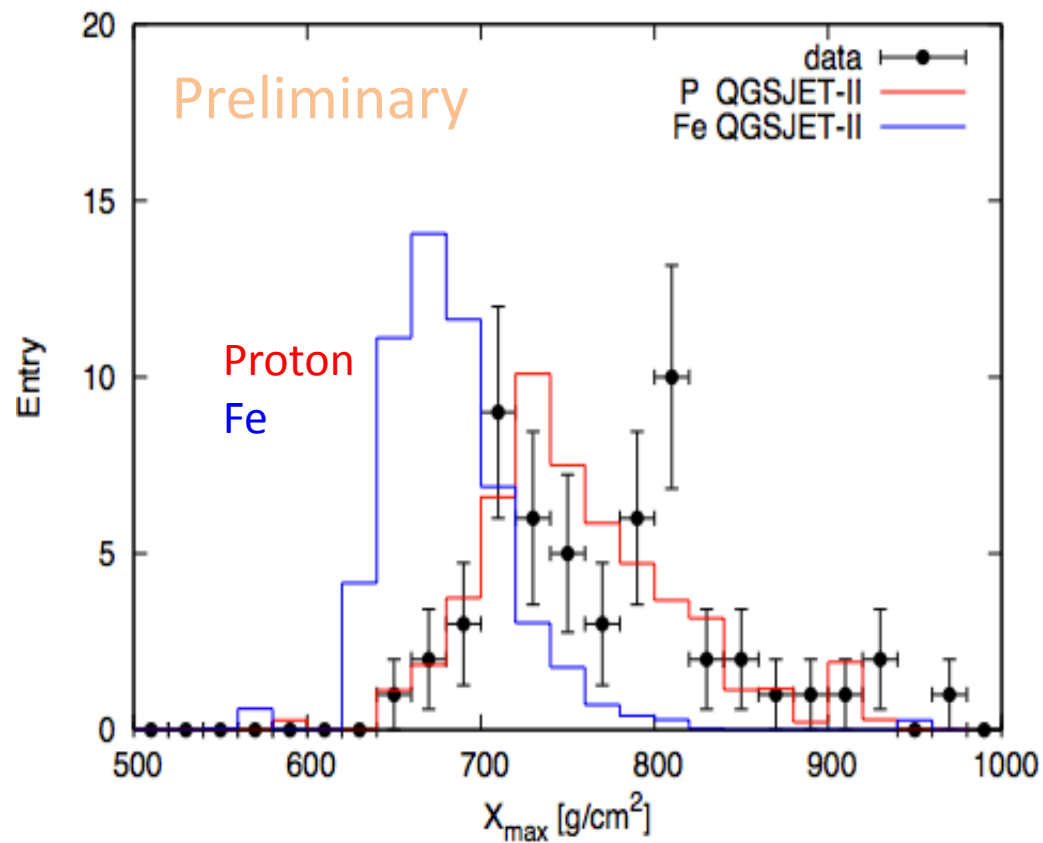 20
15
10
5
0
Entry
Preliminary
data
P QGSJET-II
Fe QGSJET-II
Proton
Fe
500 600 700 800 900 1000
Xmax [g/cm²]